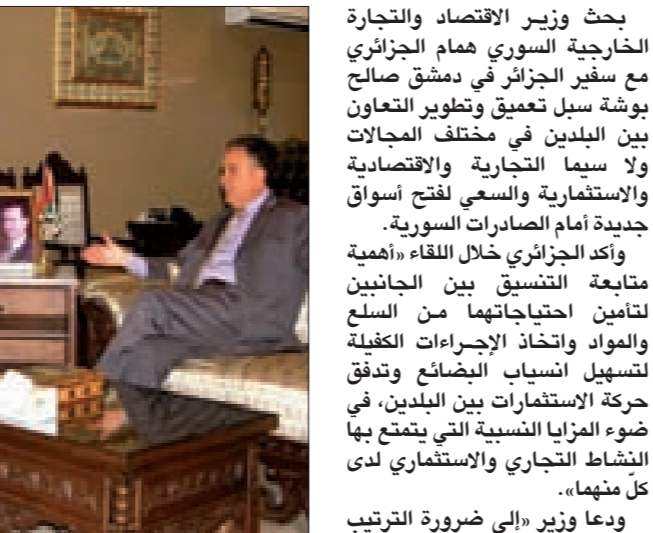 بحث وزيـر الاقتصاد والتجارة
الخارجية السوري همام الجزائري
مع سفير الجزائر في دمشق صالح
بوشة سبل تعميق وتطوير التعاون
بين البلدين في مختلف المجالات
ولا سيما التجارية والاقتصادية
والاستثمارية والسعي لفتح أسواق
جديدة أمام الصادرات السورية.
وأكد الجزائري خلال اللقاء «أهمية
متابعة التنسيق بين الجانبين
لتأمين احتياجاتهما مـن السلع
والمواد واتخاذ الإجـراءات الكفيلة
لتسهيل انسياب البضائع وتدفق
حركة الاستثمارات بين البلدين، في
ضوء المزايا النسبية التي يتمتع بها
النشاط التجاري والاستثماري لدى
كلّ منهما».
ودعا وزير «إلى ضرورة الترتيب